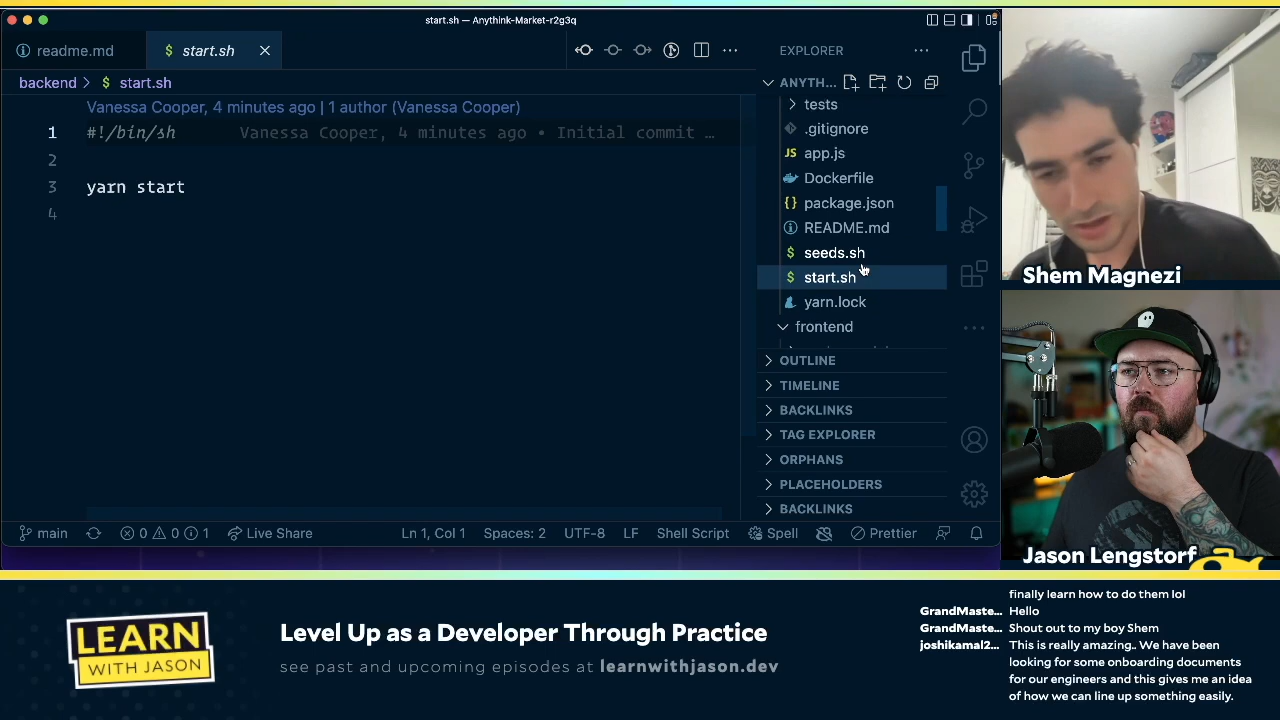 start.sh — Anythink-Market-r2g3q
readme.md
$ start.sh
EXPLORER
backend > $ start.sh
ANYTH...
Vanessa Cooper, 4 minutes ago | 1 author (Vanessa Cooper)
1 #!/bin/sh Vanessa Cooper, 4 minutes ago • Initial commit …
2
3 yarn start
4
tests
.gitignore
JS app.js
Dockerfile
{} package.json
README.md
$ seeds.sh
$ start.sh
yarn.lock
frontend
OUTLINE
TIMELINE
BACKLINKS
TAG EXPLORER
ORPHANS
PLACEHOLDERS
BACKLINKS
main 0 0 1 Live Share Ln 1, Col 1 Spaces: 2 UTF-8 LF Shell Script Spell Prettier
Shem Magnezi
Jason Lengstorf
LEARN
WITH JASON
Level Up as a Developer Through Practice
see past and upcoming episodes at learnwithjason.dev
finally learn how to do them lol
GrandMaste... Hello
GrandMaste... Shout out to my boy Shem
joshikamal2... This is really amazing.. We have been
looking for some onboarding documents
for our engineers and this gives me an idea
of how we can line up something easily.